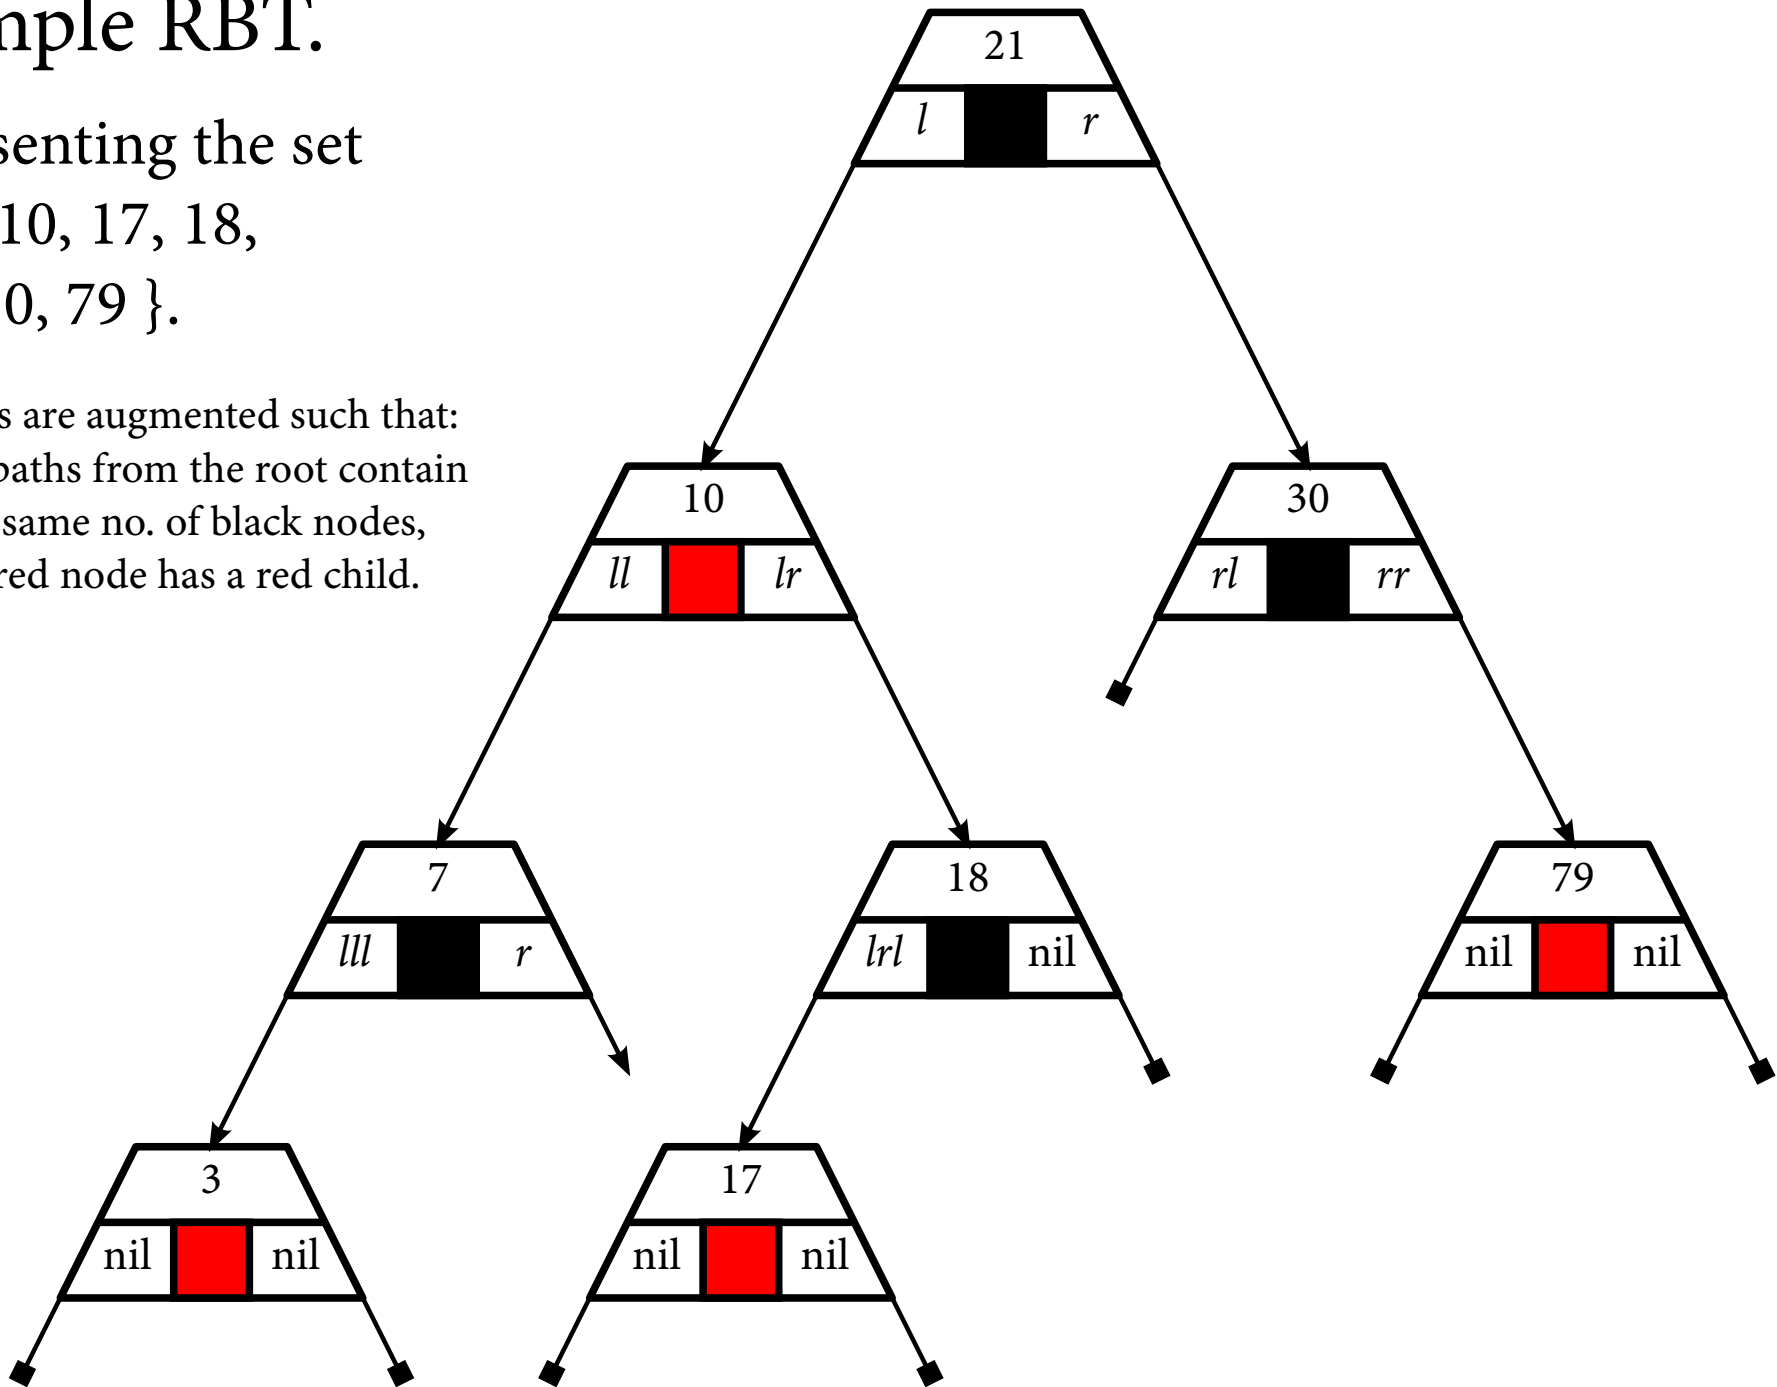 mple RBT.
senting the set
10, 17, 18,
0, 79 }.
s are augmented such that:
paths from the root contain
same no. of black nodes,
red node has a red child.
21
l r
10 30
ll lr rl rr
7 18 79
lll r lrl nil nil nil
3 17
nil nil nil nil